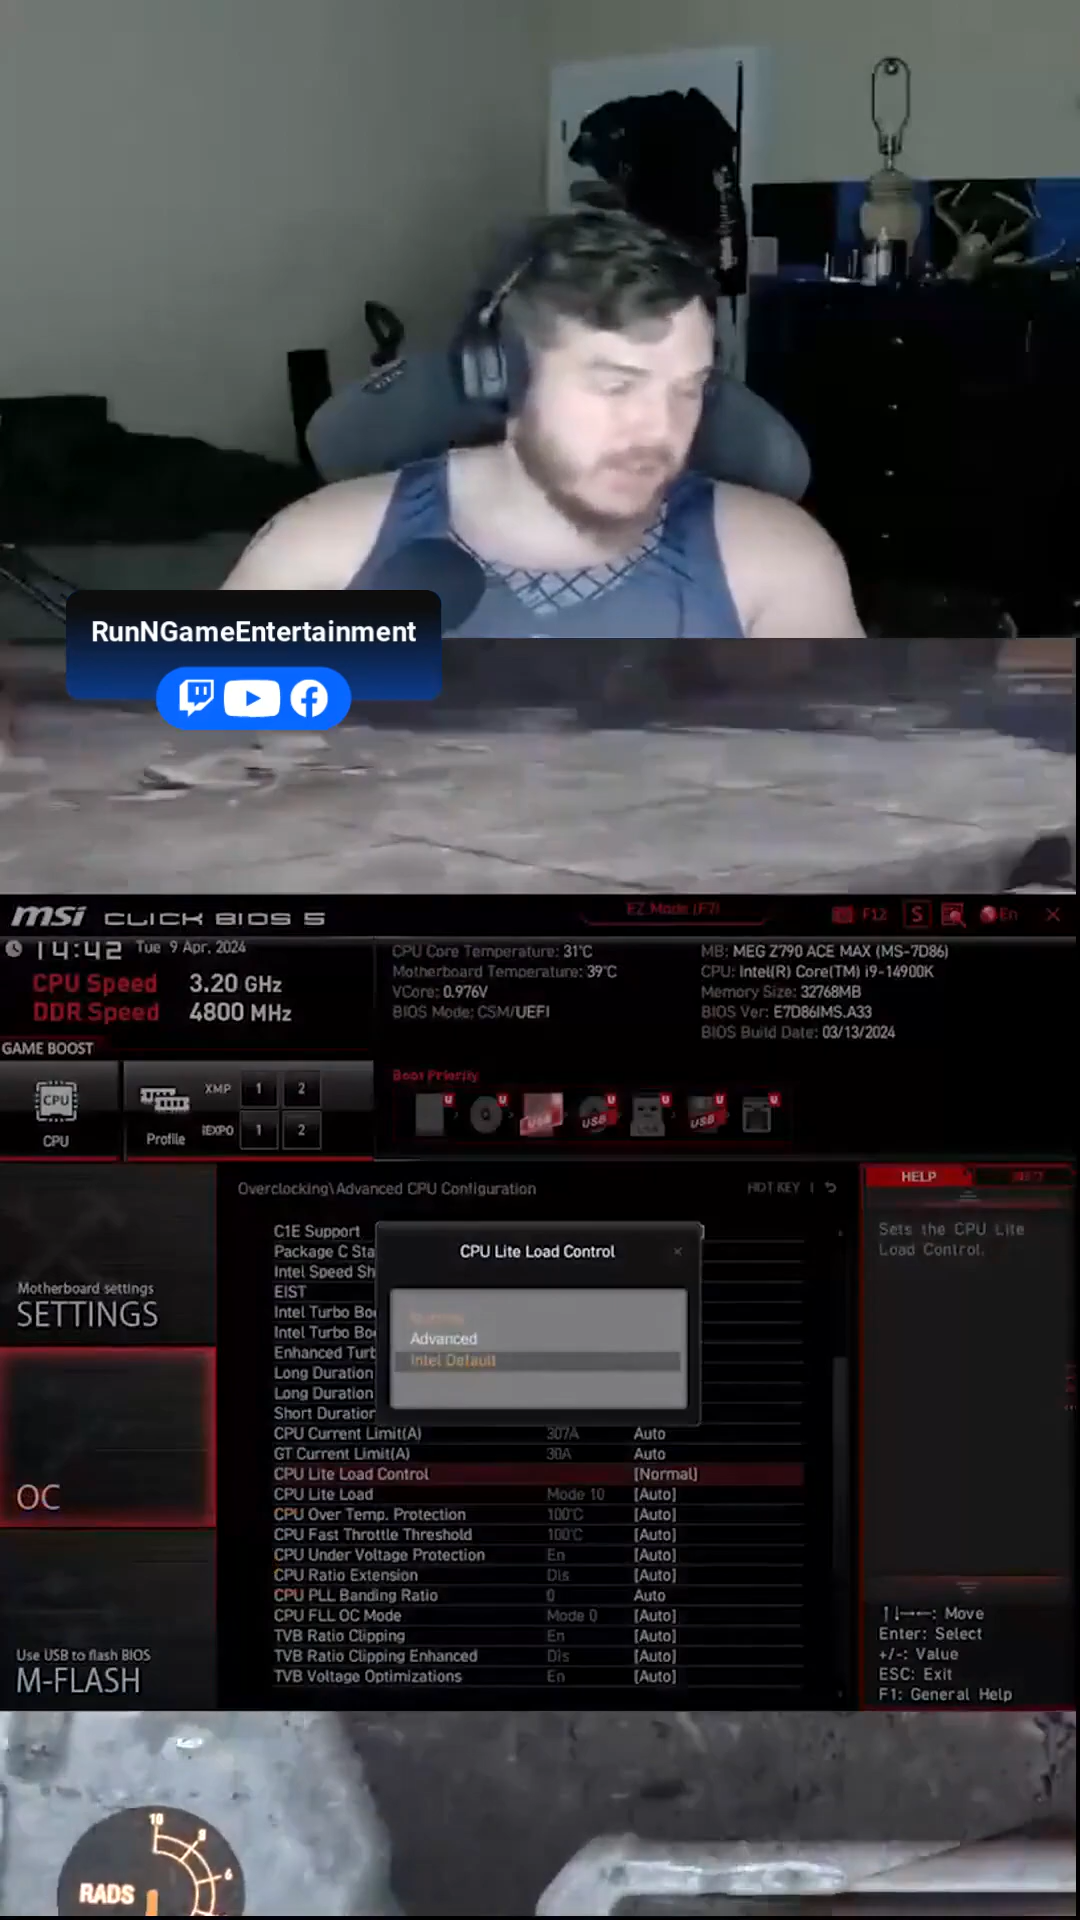 RunNGameEntertainment
msi CLICK BIOS 5
EZ Mode (F7)
F12
S
En
X
14:42 Tue 9 Apr. 2024
CPU Speed 3.20 GHz
DDR Speed 4800 MHz
CPU Core Temperature: 31°C
Motherboard Temperature: 39°C
VCore: 0.976V
BIOS Mode: CSM/UEFI
MB: MEG Z790 ACE MAX (MS-7D86)
CPU: Intel(R) Core(TM) i9-14900K
Memory Size: 32768MB
BIOS Ver: E7D86IMS.A33
BIOS Build Date: 03/13/2024
GAME BOOST
CPU
CPU
XMP 1 2
Profile
IEXPO 1 2
Boot Priority
U U U U U U U
USB USB USB
Motherboard settings
SETTINGS
OC
Use USB to flash BIOS
M-FLASH
Overclocking\Advanced CPU Configuration
HOT KEY
C1E Support
Package C Sta
Intel Speed Sh
EIST
Intel Turbo Boo
Intel Turbo Boo
Enhanced Turb
Long Duration
Long Duration
Short Duration
CPU Current Limit(A) 307A Auto
GT Current Limit(A) 30A Auto
CPU Lite Load Control [Normal]
CPU Lite Load Mode 10 [Auto]
CPU Over Temp. Protection 100°C [Auto]
CPU Fast Throttle Threshold 100°C [Auto]
CPU Under Voltage Protection En [Auto]
CPU Ratio Extension Dis [Auto]
CPU PLL Banding Ratio 0 Auto
CPU FLL OC Mode Mode 0 [Auto]
TVB Ratio Clipping En [Auto]
TVB Ratio Clipping Enhanced Dis [Auto]
TVB Voltage Optimizations En [Auto]
CPU Lite Load Control
Advanced
Intel Default
HELP
Sets the CPU Lite
Load Control.
↑↓→←: Move
Enter: Select
+/-: Value
ESC: Exit
F1: General Help
10
8
6
RADS